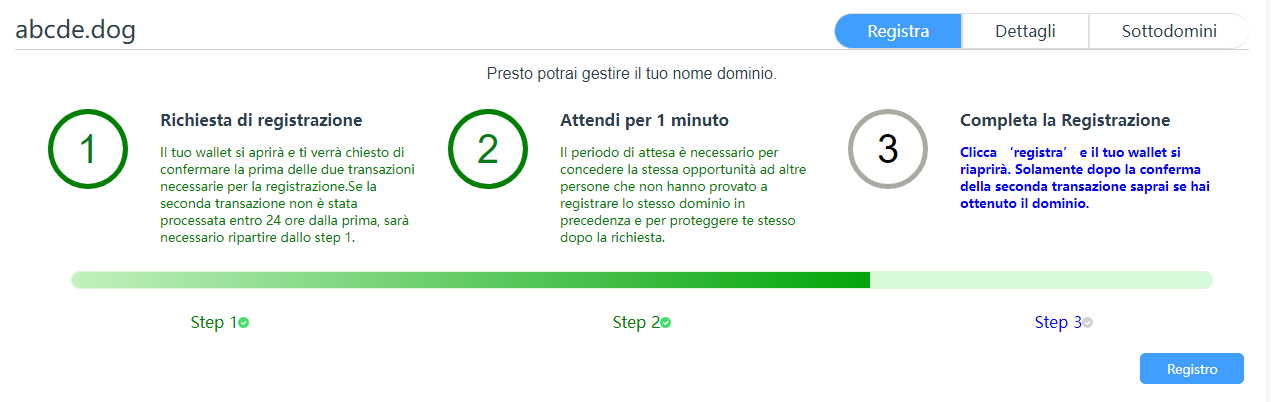 abcde.dog
Registra
Dettagli
Sottodomini
Presto potrai gestire il tuo nome dominio.
1
Richiesta di registrazione
Il tuo wallet si aprirà e ti verrà chiesto di
confermare la prima delle due transazioni
necessarie per la registrazione.Se la
seconda transazione non è stata
processata entro 24 ore dalla prima, sarà
necessario ripartire dallo step 1.
2
Attendi per 1 minuto
Il periodo di attesa è necessario per
concedere la stessa opportunità ad altre
persone che non hanno provato a
registrare lo stesso dominio in
precedenza e per proteggere te stesso
dopo la richiesta.
3
Completa la Registrazione
Clicca ‘registra’ e il tuo wallet si
riaprirà. Solamente dopo la conferma
della seconda transazione saprai se hai
ottenuto il dominio.
Step 1
Step 2
Step 3
Registro